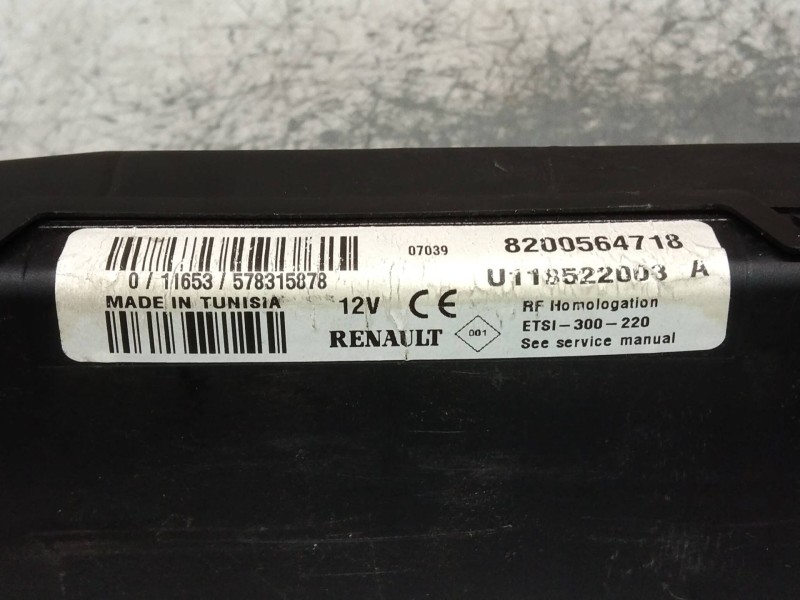 07039 8200564718
0 / 11653 / 578315878 U118522003 A
MADE IN TUNISIA 12V CE RF Homologation
001 ETSI-300-220
RENAULT See service manual